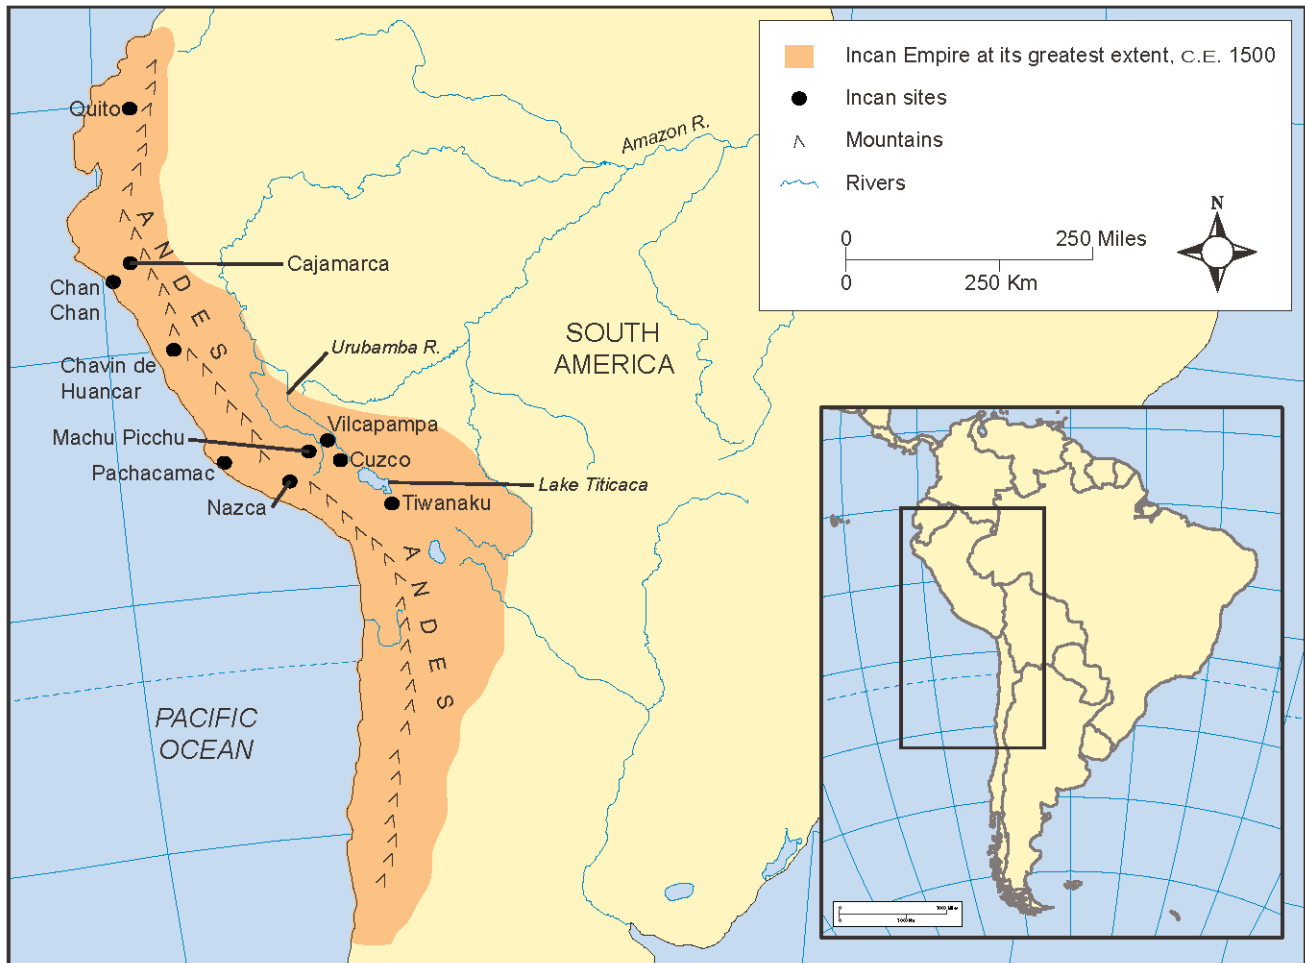 Incan Empire at its greatest extent, C.E. 1500
Incan sites
Mountains
Rivers
N
0 250 Miles
0 250 Km
Quito
Amazon R.
ANDES
Cajamarca
Chan
Chan
SOUTH
AMERICA
Urubamba R.
Chavin de
Huancar
Vilcapampa
Machu Picchu
Cuzco
Pachacamac
Lake Titicaca
Nazca
Tiwanaku
ANDES
PACIFIC
OCEAN